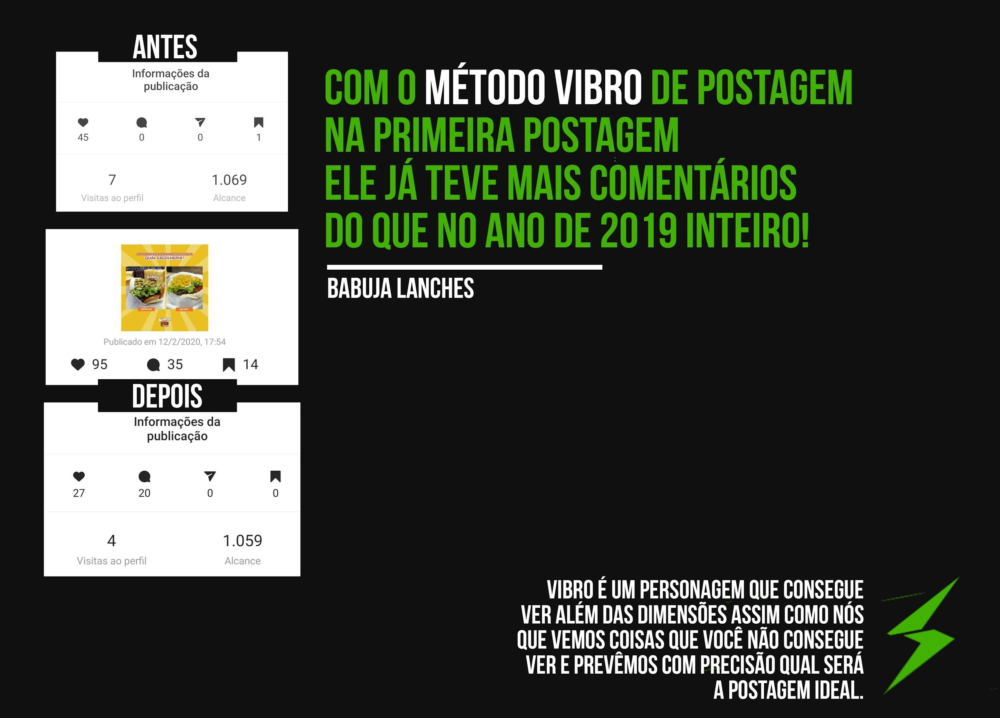 ANTES
Informações da
publicação
45 0 0 1
7 1.069
Visitas ao perfil Alcance
QUAL ESCOLHERIA?
BABUJA
ERVILHA MILHO
BABUJA
Publicado em 12/2/2020, 17:54
95 35 14
DEPOIS
Informações da
publicação
27 20 0 0
4 1.059
Visitas ao perfil Alcance
COM O MÉTODO VIBRO DE POSTAGEM
NA PRIMEIRA POSTAGEM
ELE JÁ TEVE MAIS COMENTÁRIOS
DO QUE NO ANO DE 2019 INTEIRO!
BABUJA LANCHES
VIBRO É UM PERSONAGEM QUE CONSEGUE
VER ALÉM DAS DIMENSÕES ASSIM COMO NÓS
QUE VEMOS COISAS QUE VOCÊ NÃO CONSEGUE
VER E PREVÊMOS COM PRECISÃO QUAL SERÁ
A POSTAGEM IDEAL.